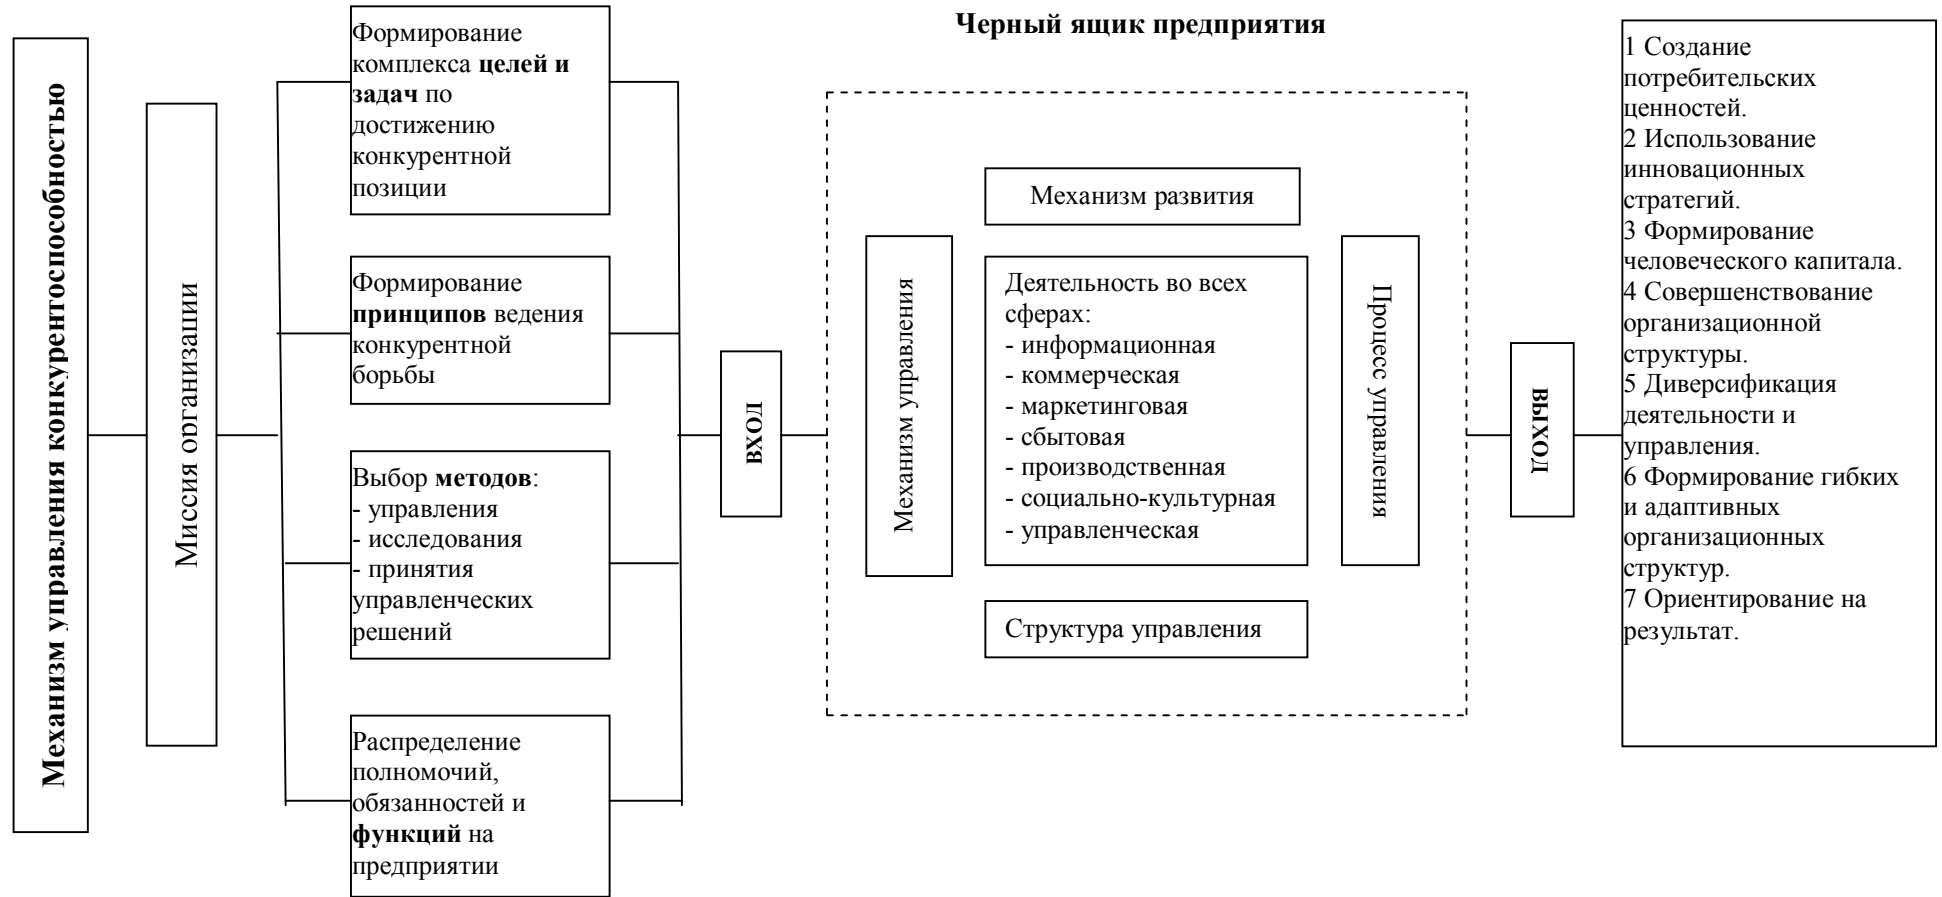 Механизм управления конкурентоспособностью
Миссия организации
Формирование
комплекса целей и
задач по
достижению
конкурентной
позиции
Формирование
принципов ведения
конкурентной
борьбы
Выбор методов:
- управления
- исследования
- принятия
управленческих
решений
Распределение
полномочий,
обязанностей и
функций на
предприятии
ВХОД
Черный ящик предприятия
Механизм развития
Механизм управления
Деятельность во всех
сферах:
- информационная
- коммерческая
- маркетинговая
- сбытовая
- производственная
- социально-культурная
- управленческая
Процесс управления
Структура управления
ВЫХОД
1 Создание
потребительских
ценностей.
2 Использование
инновационных
стратегий.
3 Формирование
человеческого капитала.
4 Совершенствование
организационной
структуры.
5 Диверсификация
деятельности и
управления.
6 Формирование гибких
и адаптивных
организационных
структур.
7 Ориентирование на
результат.